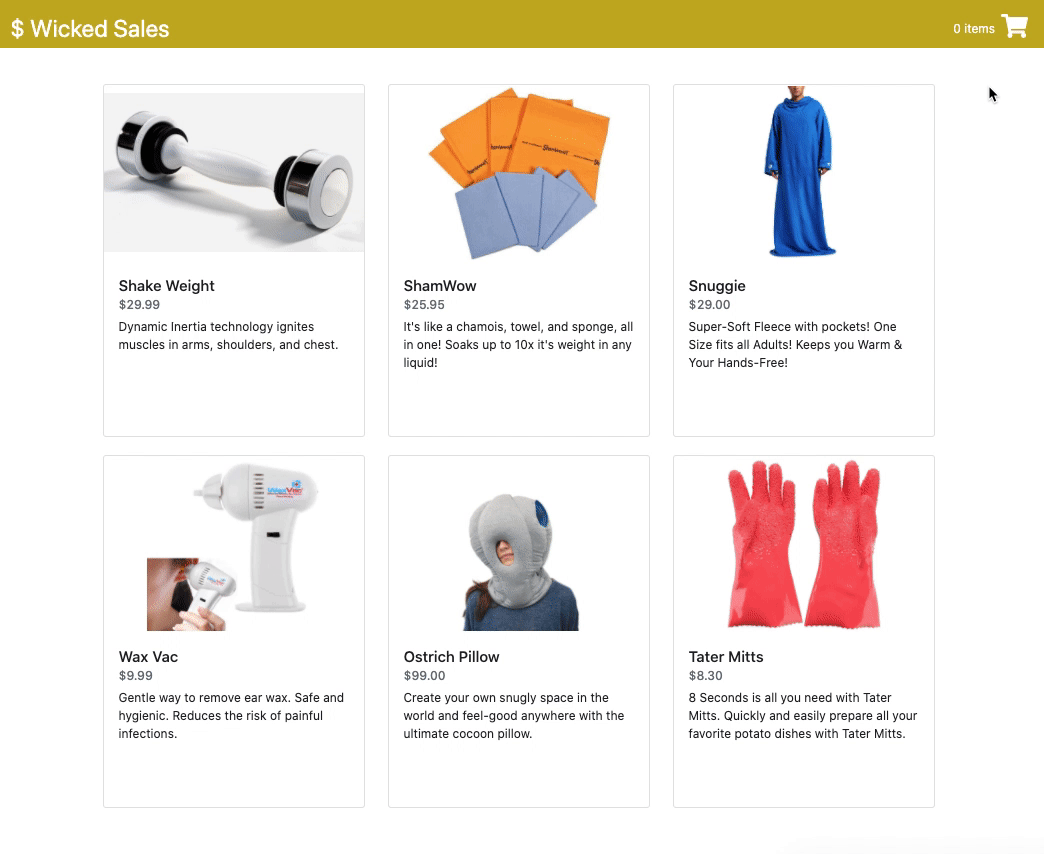 $ Wicked Sales
0 items
Shake Weight
$29.99
Dynamic Inertia technology ignites
muscles in arms, shoulders, and chest.
ShamWow
$25.95
It's like a chamois, towel, and sponge, all
in one! Soaks up to 10x it's weight in any
liquid!
Snuggie
$29.00
Super-Soft Fleece with pockets! One
Size fits all Adults! Keeps you Warm &
Your Hands-Free!
WaxVac
Wax Vac
$9.99
Gentle way to remove ear wax. Safe and
hygienic. Reduces the risk of painful
infections.
Ostrich Pillow
$99.00
Create your own snugly space in the
world and feel-good anywhere with the
ultimate cocoon pillow.
Tater Mitts
$8.30
8 Seconds is all you need with Tater
Mitts. Quickly and easily prepare all your
favorite potato dishes with Tater Mitts.